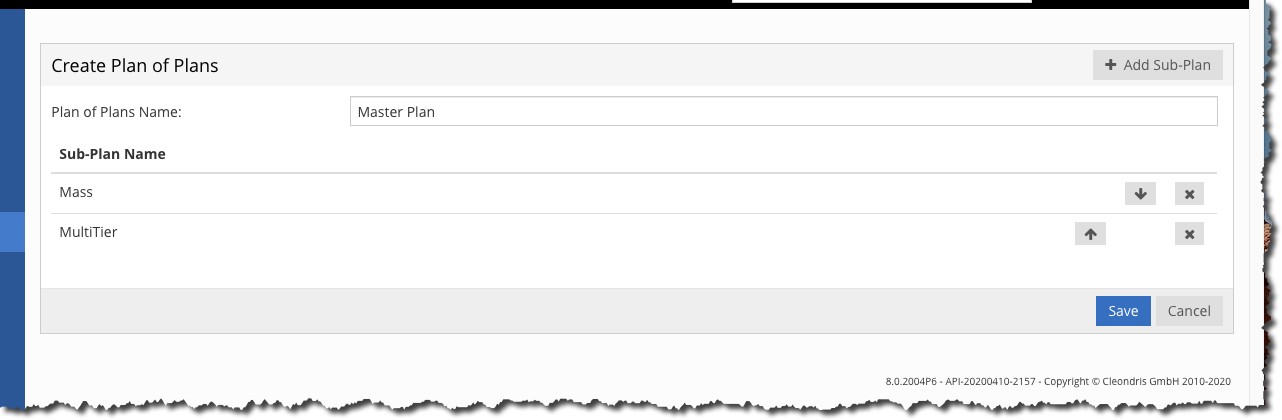 Create Plan of Plans
Add Sub-Plan
Plan of Plans Name:
Master Plan
Sub-Plan Name
Mass
MultiTier
Save
Cancel
8.0.2004P6 - API-20200410-2157 - Copyright © Cleondris GmbH 2010-2020